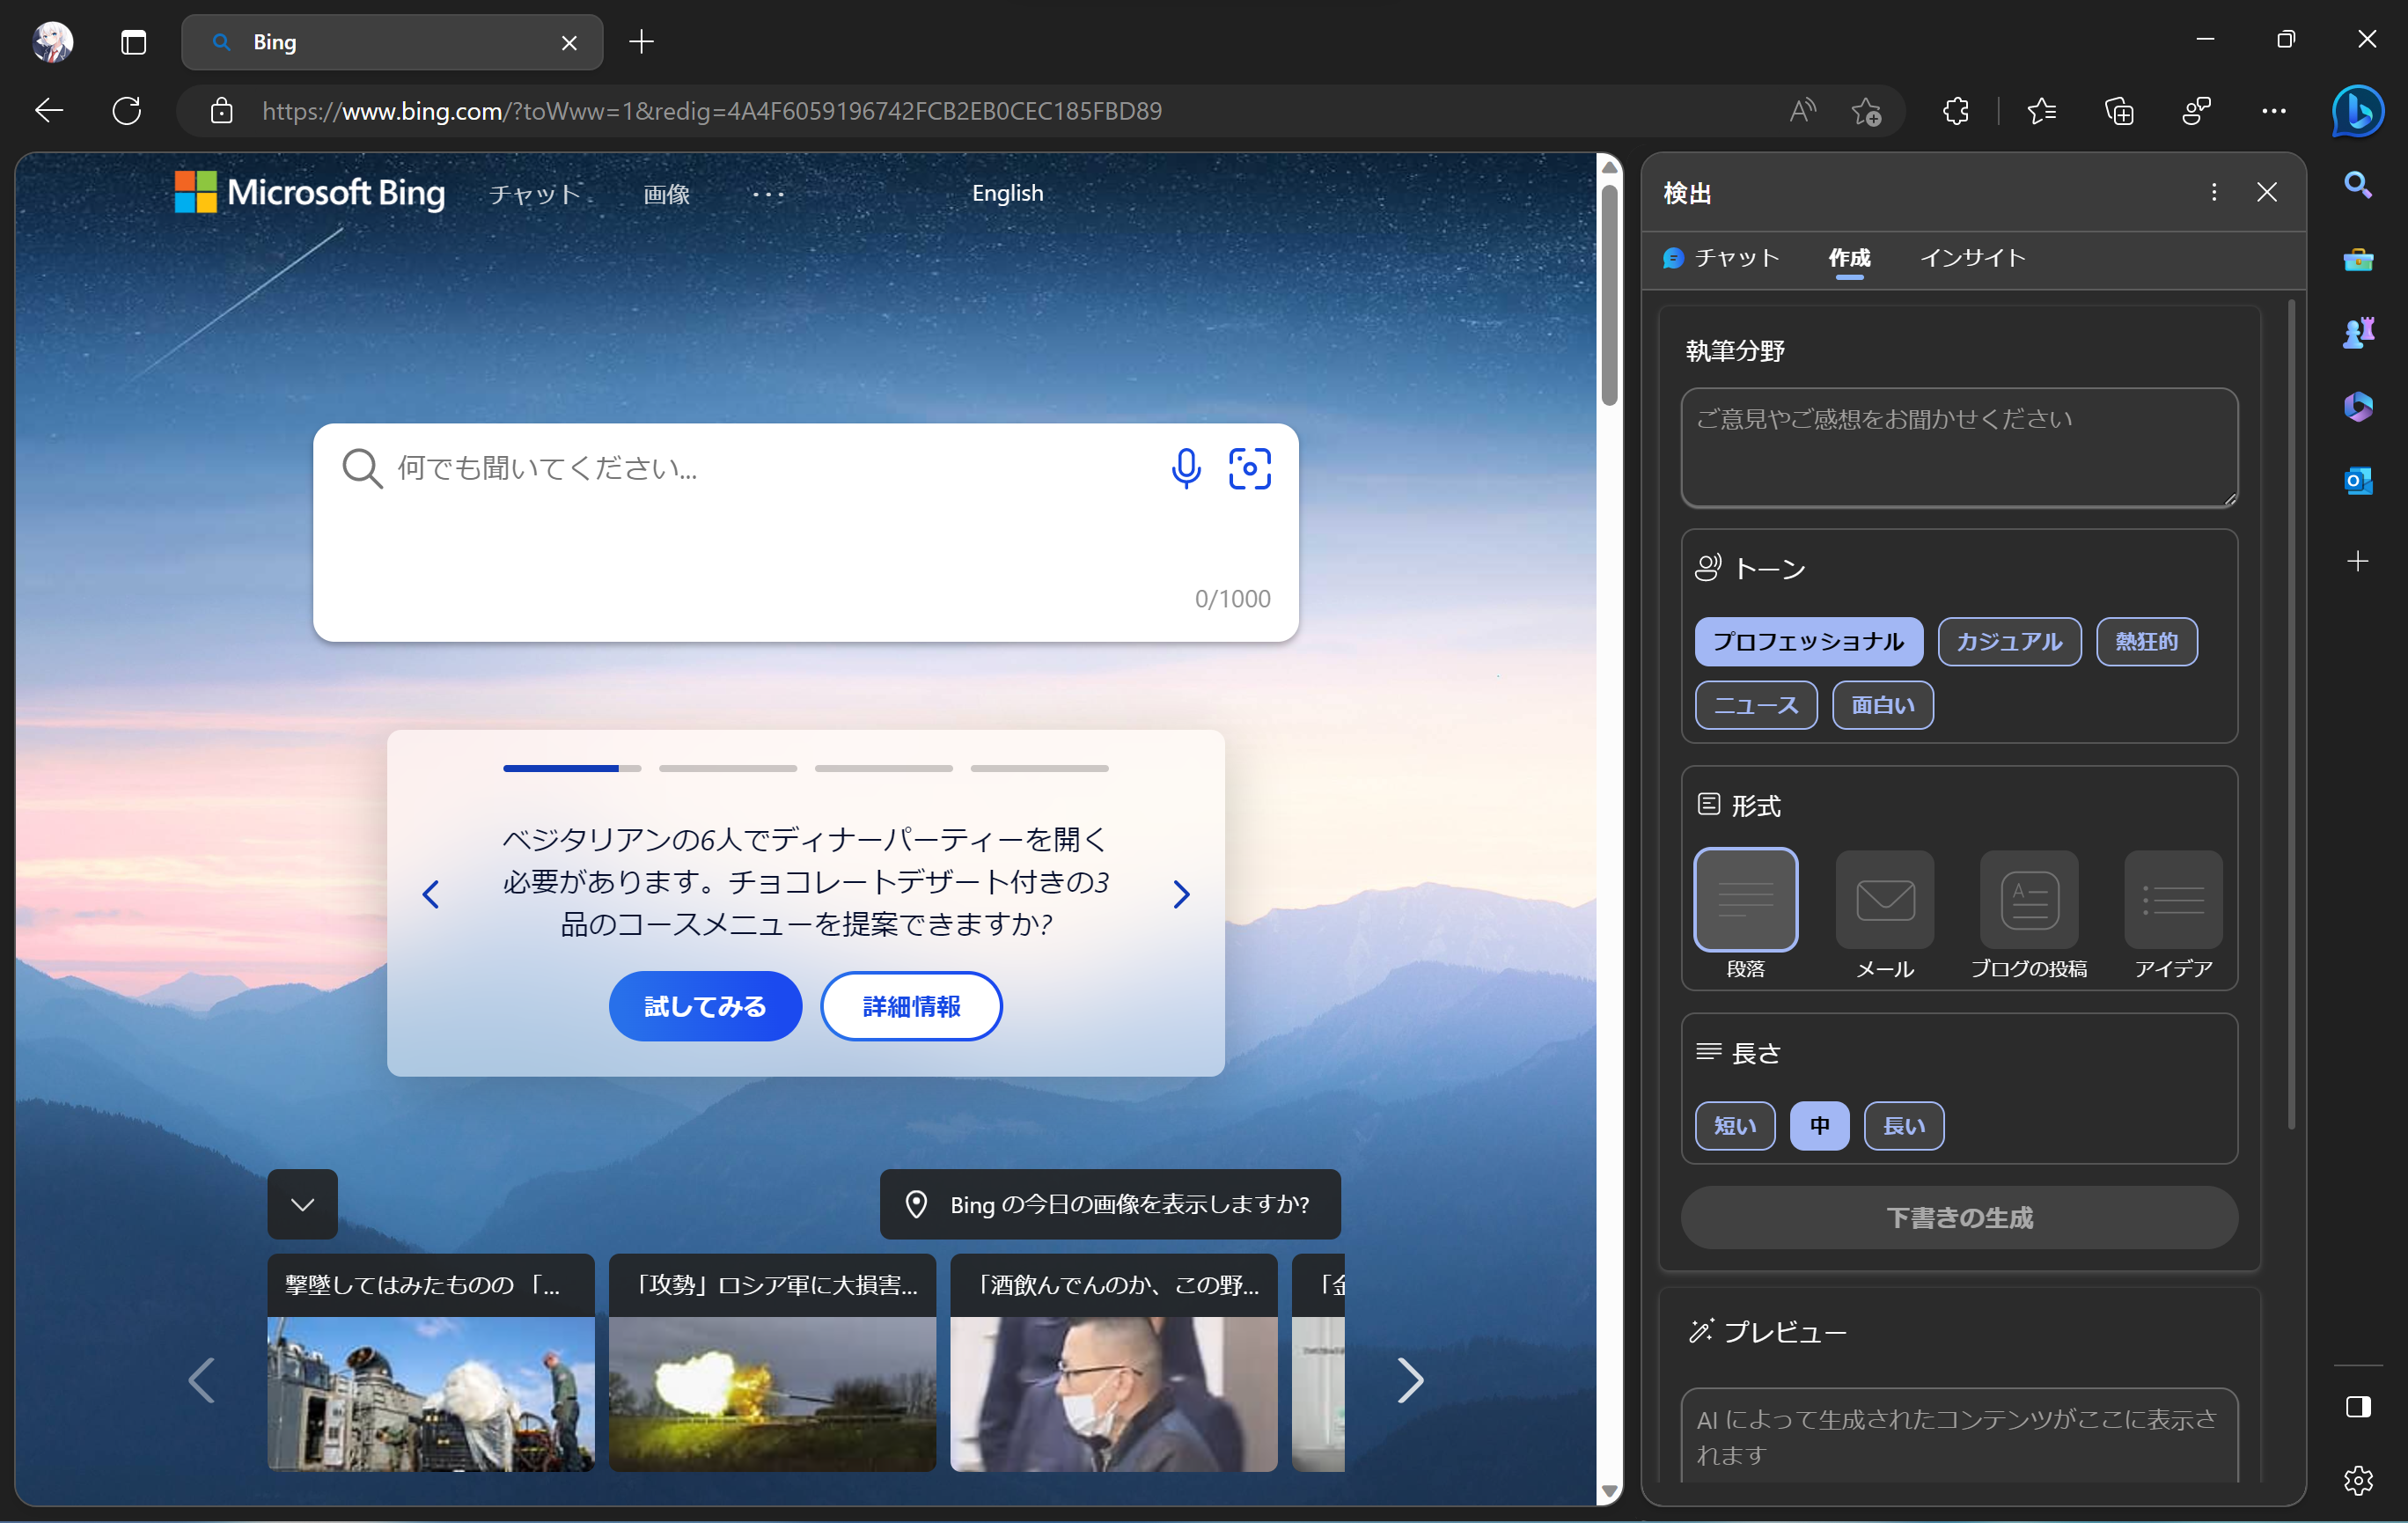 Bing
https://www.bing.com/?toWww=1&redig=4A4F6059196742FCB2EB0CEC185FBD89
Microsoft Bing
チャット
画像
English
何でも聞いてください...
0/1000
ベジタリアンの6人でディナーパーティーを開く
必要があります。チョコレートデザート付きの3
品のコースメニューを提案できますか?
試してみる
詳細情報
Bing の今日の画像を表示しますか?
撃墜してはみたものの 「...
「攻勢」ロシア軍に大損害...
「酒飲んでんのか、この野...
「金
検出
チャット
作成
インサイト
執筆分野
ご意見やご感想をお聞かせください
トーン
プロフェッショナル
カジュアル
熱狂的
ニュース
面白い
形式
段落
メール
ブログの投稿
アイデア
長さ
短い
中
長い
下書きの生成
プレビュー
AI によって生成されたコンテンツがここに表示さ
れます